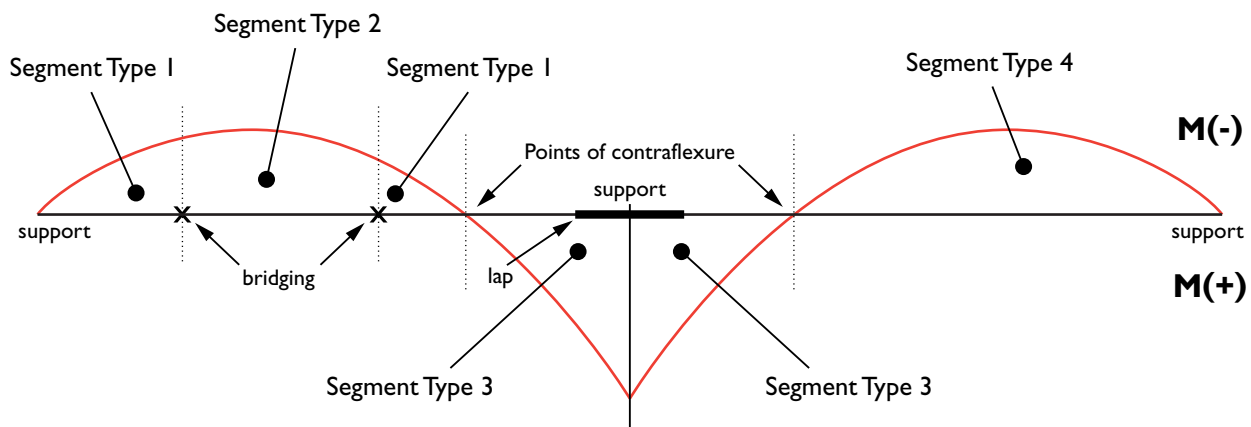 Segment Type 2
Segment Type 1
Segment Type 1
Segment Type 4
M(-)
Points of contraflexure
support
x
x
support
support
lap
bridging
M(+)
Segment Type 3
Segment Type 3